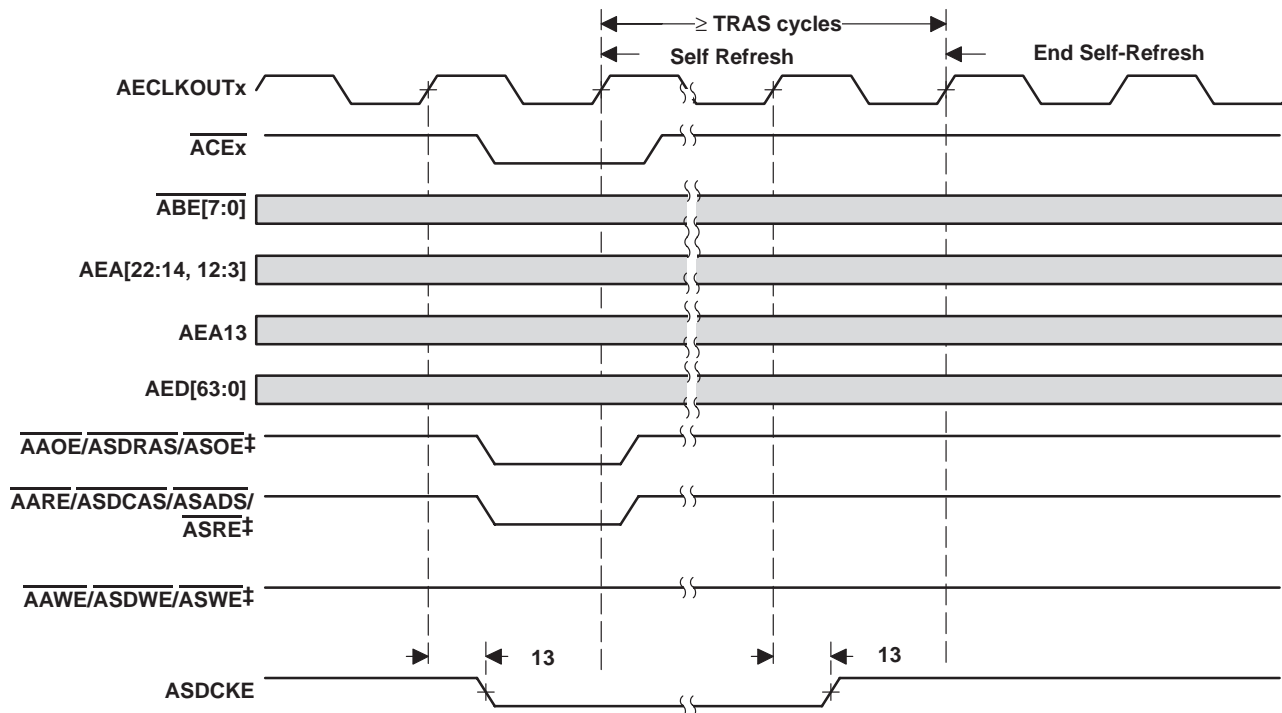 ≥ TRAS cycles
Self Refresh
End Self-Refresh
AECLKOUTx
ACEx
ABE[7:0]
AEA[22:14, 12:3]
AEA13
AED[63:0]
AAOE/ASDRAS/ASOE‡
AARE/ASDCAS/ASADS/
ASRE‡
AAWE/ASDWE/ASWE‡
13
13
ASDCKE